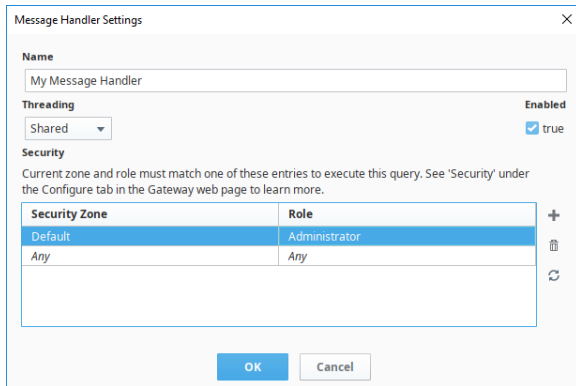 Message Handler Settings
Name
My Message Handler
Threading
Enabled
Shared
true
Security
Current zone and role must match one of these entries to execute this query. See 'Security' under
the Configure tab in the Gateway web page to learn more.
Security Zone Role
Default Administrator
Any Any
OK Cancel